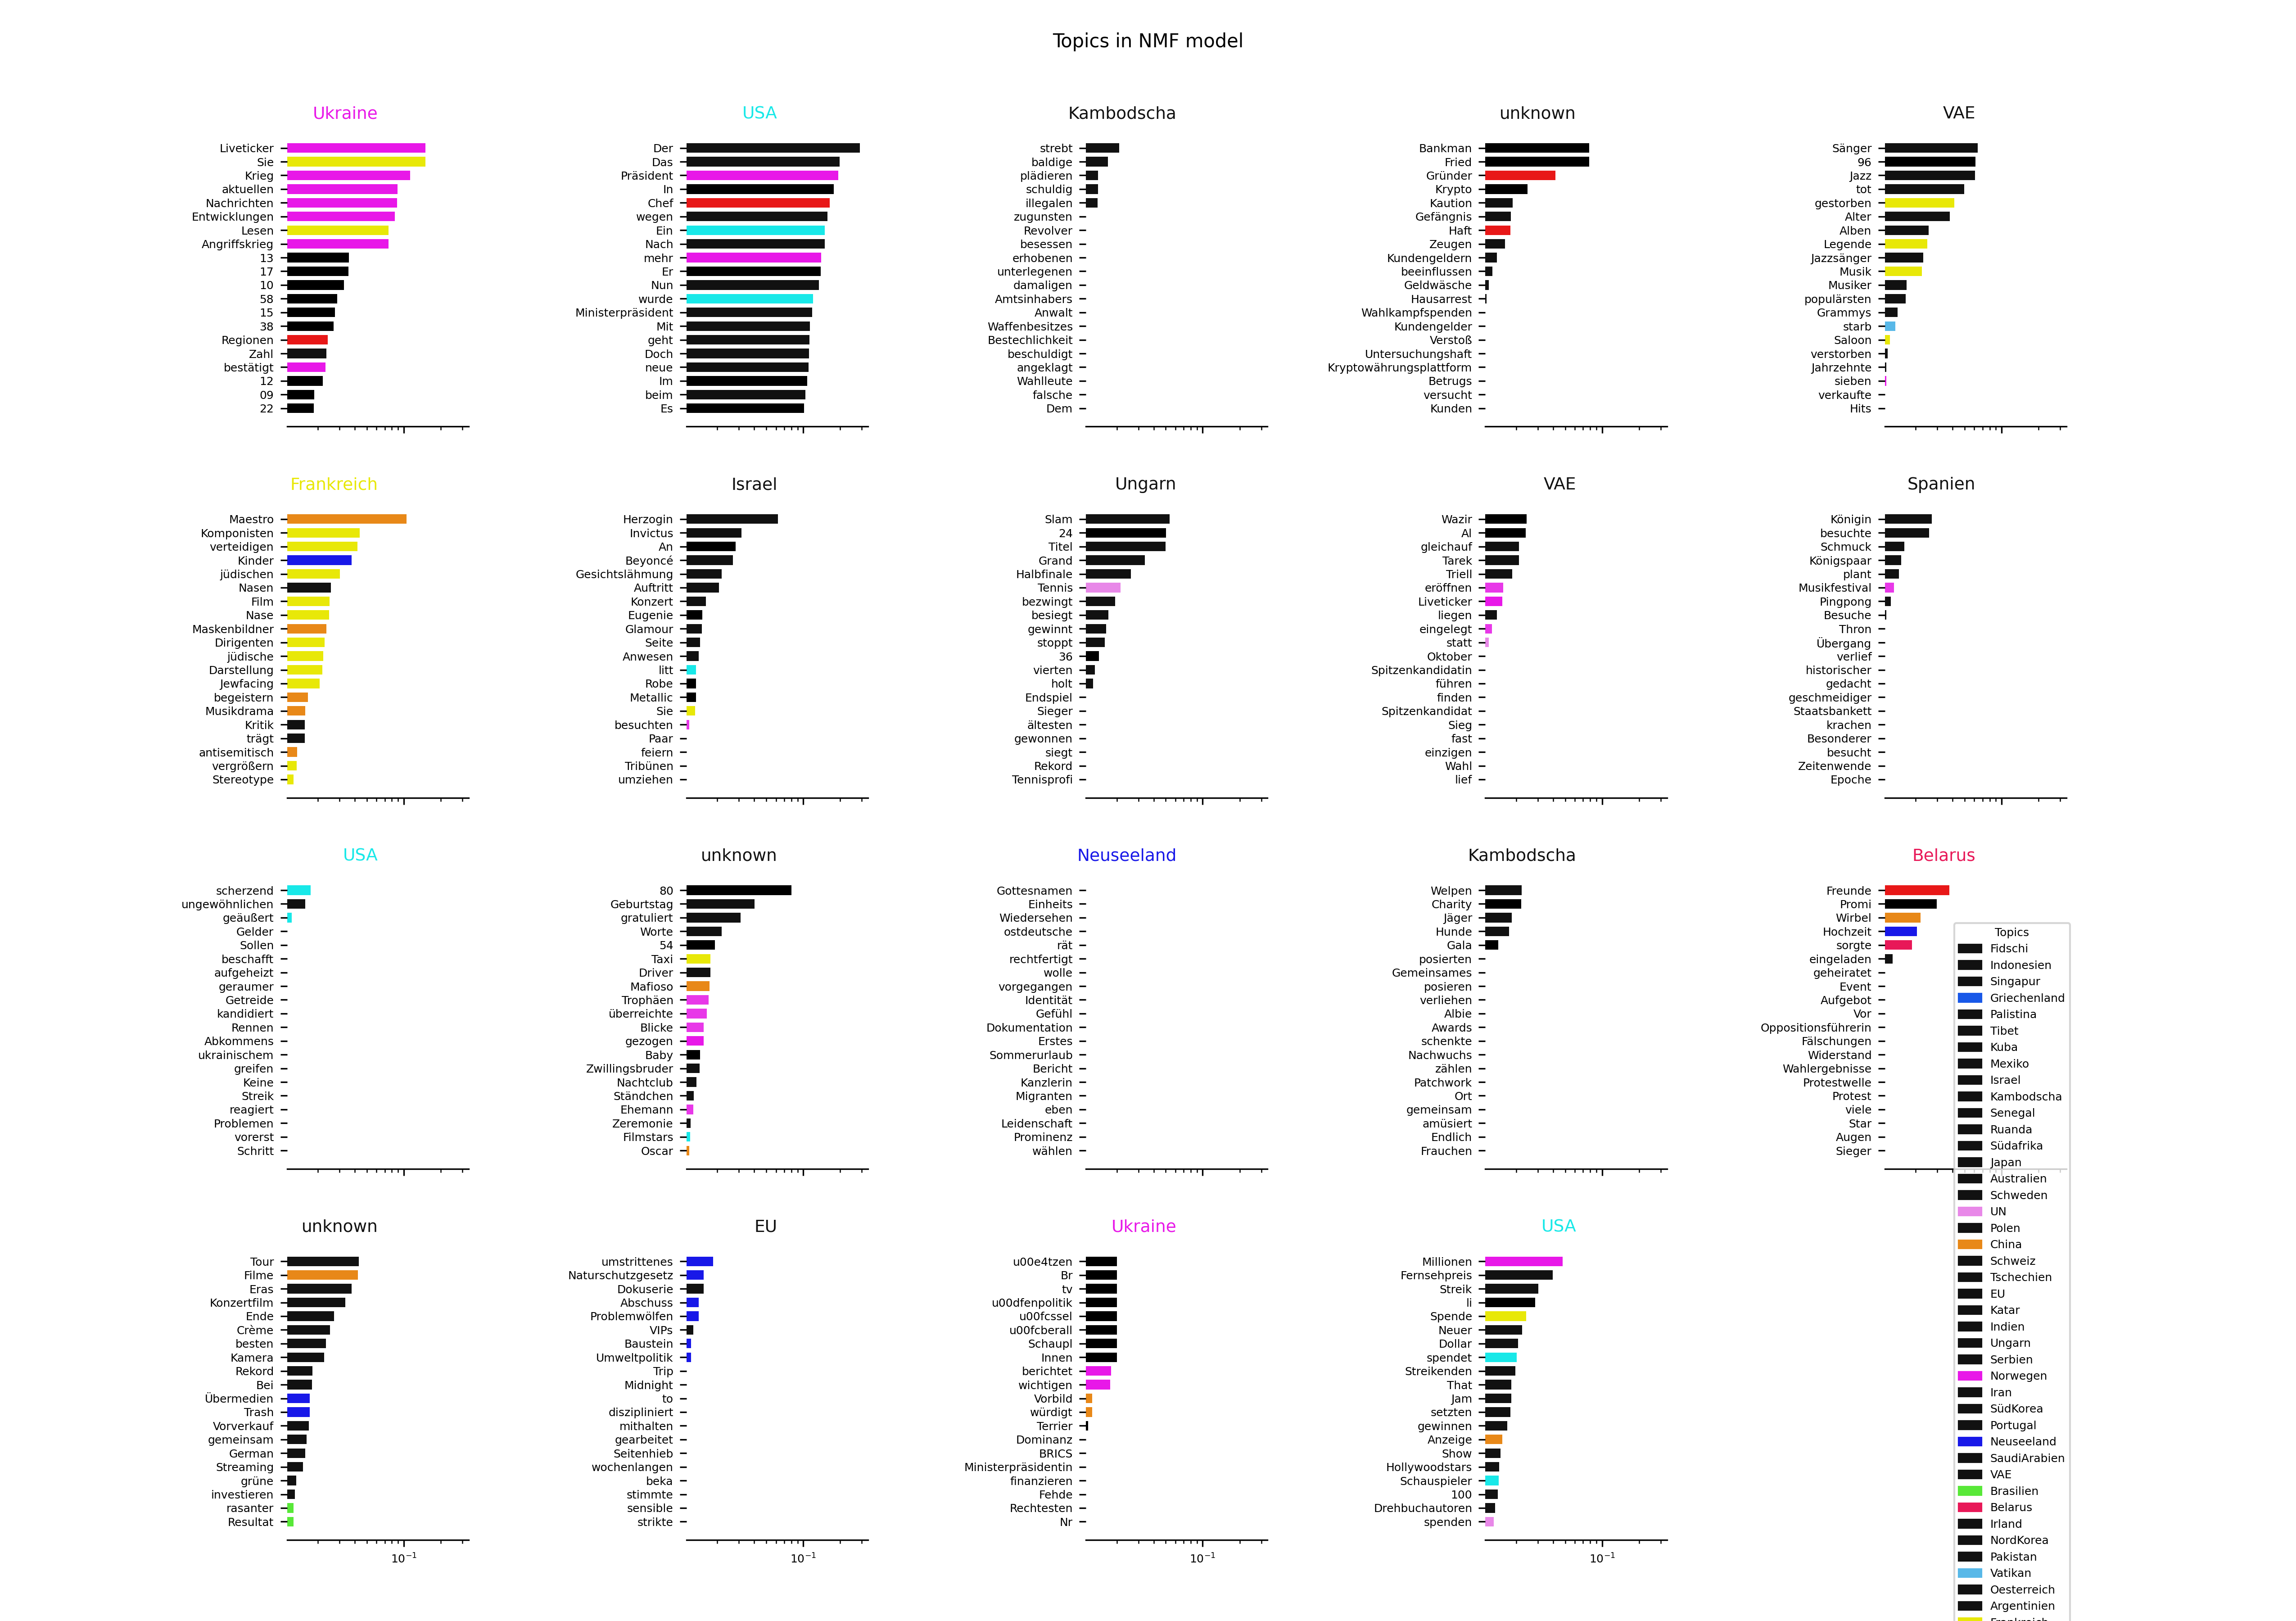 Topics in NMF model
Ukraine
Liveticker
Sie
Krieg
aktuellen
Nachrichten
Entwicklungen
Lesen
Angriffskrieg
13
17
10
58
15
38
Regionen
Zahl
bestätigt
12
09
22
USA
Der
Das
Präsident
In
Chef
wegen
Ein
Nach
mehr
Er
Nun
wurde
Ministerpräsident
Mit
geht
Doch
neue
Im
beim
Es
Kambodscha
strebt
baldige
plädieren
schuldig
illegalen
zugunsten
Revolver
besessen
erhobenen
unterlegenen
damaligen
Amtsinhabers
Anwalt
Waffenbesitzes
Bestechlichkeit
beschuldigt
angeklagt
Wahlleute
falsche
Dem
unknown
Bankman
Fried
Gründer
Krypto
Kaution
Gefängnis
Haft
Zeugen
Kundengeldern
beeinflussen
Geldwäsche
Hausarrest
Wahlkampfspenden
Kundengelder
Verstoß
Untersuchungshaft
Kryptowährungsplattform
Betrugs
versucht
Kunden
VAE
Sänger
96
Jazz
tot
gestorben
Alter
Alben
Legende
Jazzsänger
Musik
Musiker
populärsten
Grammys
starb
Saloon
verstorben
Jahrzehnte
sieben
verkaufte
Hits
Frankreich
Maestro
Komponisten
verteidigen
Kinder
jüdischen
Nasen
Film
Nase
Maskenbildner
Dirigenten
jüdische
Darstellung
Jewfacing
begeistern
Musikdrama
Kritik
trägt
antisemitisch
vergrößern
Stereotype
Israel
Herzogin
Invictus
An
Beyoncé
Gesichtslähmung
Auftritt
Konzert
Eugenie
Glamour
Seite
Anwesen
litt
Robe
Metallic
Sie
besuchten
Paar
feiern
Tribünen
umziehen
Ungarn
Slam
24
Titel
Grand
Halbfinale
Tennis
bezwingt
besiegt
gewinnt
stoppt
36
vierten
holt
Endspiel
Sieger
ältesten
gewonnen
siegt
Rekord
Tennisprofi
VAE
Wazir
Al
gleichauf
Tarek
Triell
eröffnen
Liveticker
liegen
eingelegt
statt
Oktober
Spitzenkandidatin
führen
finden
Spitzenkandidat
Sieg
fast
einzigen
Wahl
lief
Spanien
Königin
besuchte
Schmuck
Königspaar
plant
Musikfestival
Pingpong
Besuche
Thron
Übergang
verlief
historischer
gedacht
geschmeidiger
Staatsbankett
krachen
Besonderer
besucht
Zeitenwende
Epoche
USA
scherzend
ungewöhnlichen
geäußert
Gelder
Sollen
beschafft
aufgeheizt
geraumer
Getreide
kandidiert
Rennen
Abkommens
ukrainischem
greifen
Keine
Streik
reagiert
Problemen
vorerst
Schritt
unknown
80
Geburtstag
gratuliert
Worte
54
Taxi
Driver
Mafioso
Trophäen
überreichte
Blicke
gezogen
Baby
Zwillingsbruder
Nachtclub
Ständchen
Ehemann
Zeremonie
Filmstars
Oscar
Neuseeland
Gottesnamen
Einheits
Wiedersehen
ostdeutsche
rät
rechtfertigt
wolle
vorgegangen
Identität
Gefühl
Dokumentation
Erstes
Sommerurlaub
Bericht
Kanzlerin
Migranten
eben
Leidenschaft
Prominenz
wählen
Kambodscha
Welpen
Charity
Jäger
Hunde
Gala
posierten
Gemeinsames
posieren
verliehen
Albie
Awards
schenkte
Nachwuchs
zählen
Patchwork
Ort
gemeinsam
amüsiert
Endlich
Frauchen
Belarus
Freunde
Promi
Wirbel
Hochzeit
sorgte
eingeladen
geheiratet
Event
Aufgebot
Vor
Oppositionsführerin
Fälschungen
Widerstand
Wahlergebnisse
Protestwelle
Protest
viele
Star
Augen
Sieger
unknown
Tour
Filme
Eras
Konzertfilm
Ende
Crème
besten
Kamera
Rekord
Bei
Übermedien
Trash
Vorverkauf
gemeinsam
German
Streaming
grüne
investieren
rasanter
Resultat
10⁻¹
EU
umstrittenes
Naturschutzgesetz
Dokuserie
Abschuss
Problemwölfen
VIPs
Baustein
Umweltpolitik
Trip
Midnight
to
diszipliniert
mithalten
gearbeitet
Seitenhieb
wochenlangen
beka
stimmte
sensible
strikte
10⁻¹
Ukraine
u00e4tzen
Br
tv
u00dfenpolitik
u00fcssel
u00fcberall
Schaupl
Innen
berichtet
wichtigen
Vorbild
würdigt
Terrier
Dominanz
BRICS
Ministerpräsidentin
finanzieren
Fehde
Rechtesten
Nr
10⁻¹
USA
Millionen
Fernsehpreis
Streik
li
Spende
Neuer
Dollar
spendet
Streikenden
That
Jam
setzten
gewinnen
Anzeige
Show
Hollywoodstars
Schauspieler
100
Drehbuchautoren
spenden
10⁻¹
Topics
Fidschi
Indonesien
Singapur
Griechenland
Palistina
Tibet
Kuba
Mexiko
Israel
Kambodscha
Senegal
Ruanda
Südafrika
Japan
Australien
Schweden
UN
Polen
China
Schweiz
Tschechien
EU
Katar
Indien
Ungarn
Serbien
Norwegen
Iran
SüdKorea
Portugal
Neuseeland
SaudiArabien
VAE
Brasilien
Belarus
Irland
NordKorea
Pakistan
Vatikan
Oesterreich
Argentinien